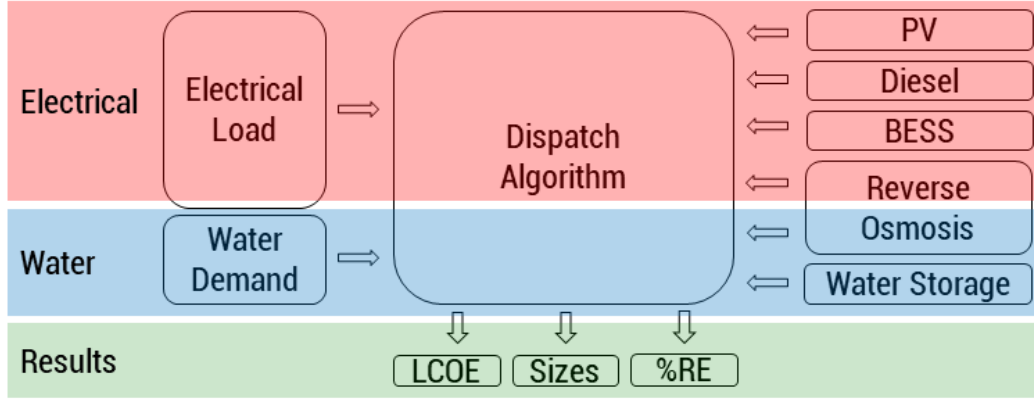 Electrical
Electrical
Load
Dispatch
Algorithm
PV
Diesel
BESS
Reverse
Osmosis
Water
Water
Demand
Water Storage
Results
LCOE
Sizes
%RE